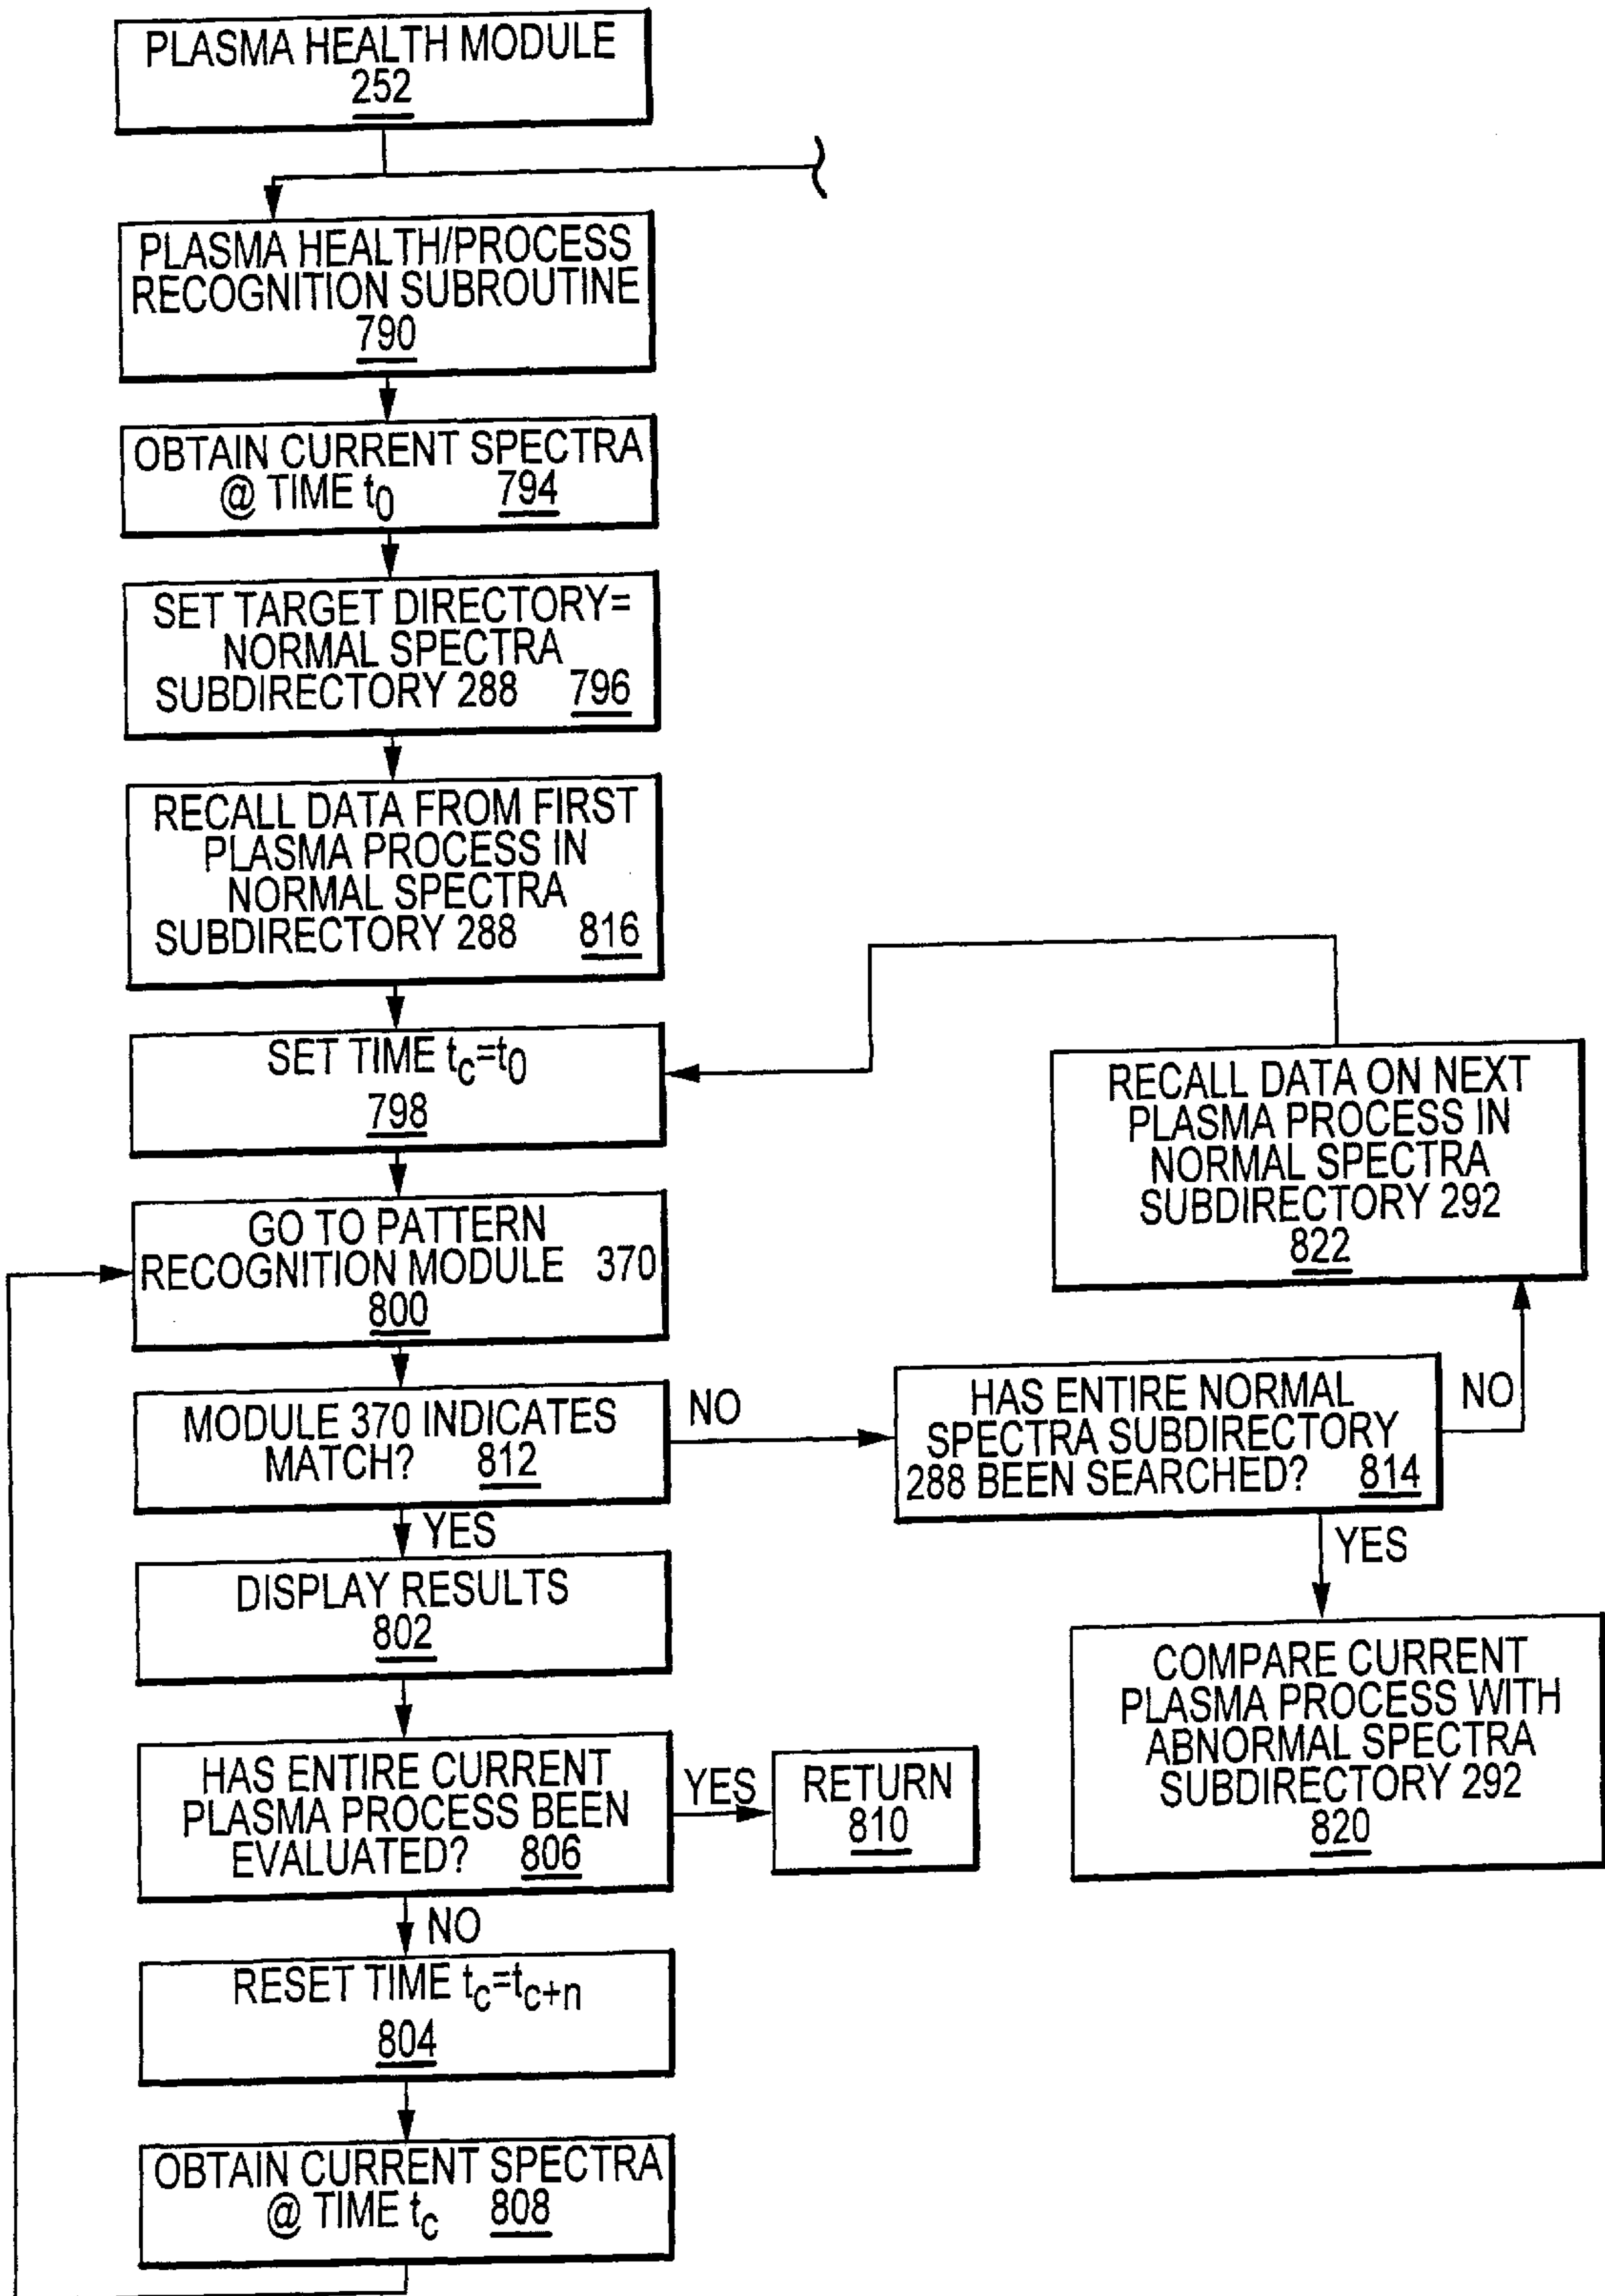 PLASMA HEALTH MODULE
252
PLASMA HEALTH/PROCESS
RECOGNITION SUBROUTINE
790
OBTAIN CURRENT SPECTRA
@ TIME t0 794
SET TARGET DIRECTORY=
NORMAL SPECTRA
SUBDIRECTORY 288 796
RECALL DATA FROM FIRST
PLASMA PROCESS IN
NORMAL SPECTRA
SUBDIRECTORY 288 816
SET TIME tc=t0
798
RECALL DATA ON NEXT
PLASMA PROCESS IN
NORMAL SPECTRA
SUBDIRECTORY 292
822
GO TO PATTERN
RECOGNITION MODULE 370
800
MODULE 370 INDICATES
MATCH? 812
NO
HAS ENTIRE NORMAL
SPECTRA SUBDIRECTORY
288 BEEN SEARCHED? 814
NO
YES
YES
DISPLAY RESULTS
802
COMPARE CURRENT
PLASMA PROCESS WITH
ABNORMAL SPECTRA
SUBDIRECTORY 292
820
HAS ENTIRE CURRENT
PLASMA PROCESS BEEN
EVALUATED? 806
YES
RETURN
810
NO
RESET TIME tc=tc+n
804
OBTAIN CURRENT SPECTRA
@ TIME tc 808